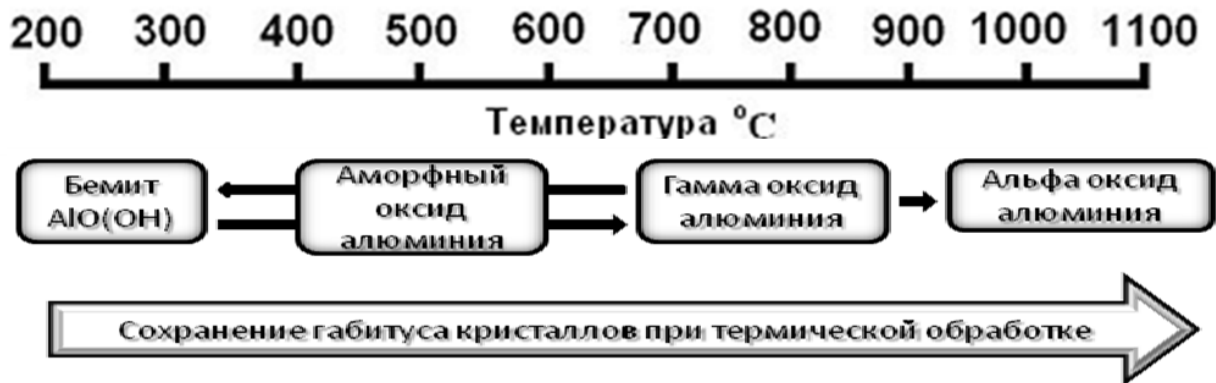 200 300 400 500 600 700 800 900 1000 1100
Температура °C
Бемит
AlO(OH)
Аморфный
оксид
алюминия
Гамма оксид
алюминия
Альфа оксид
алюминия
Сохранение габитуса кристаллов при термической обработке